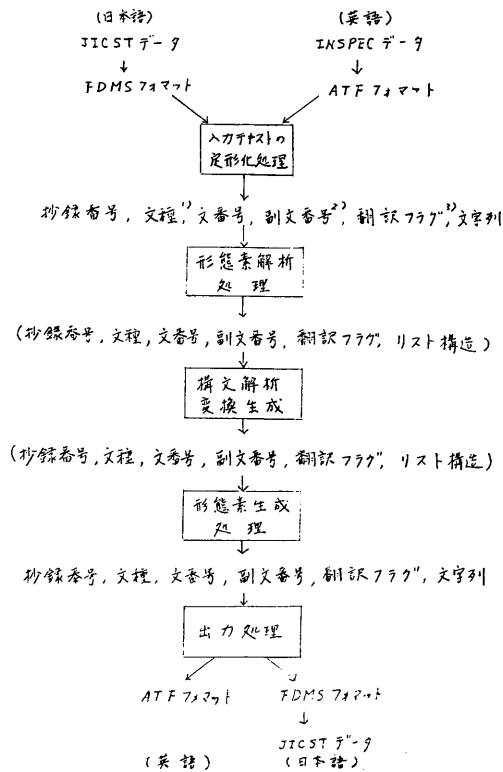 (日本語) (英語)
JICSTデータ INSPECデータ
FDMSフォマット ATFフォマット
入力テキストの
定形化処理
抄録番号, 文種,1) 文番号, 副文番号2), 翻訳フラグ,3) 文字列
形態素解析
処理
(抄録番号, 文種, 文番号, 副文番号, 翻訳フラグ, リスト構造)
構文解析
変換生成
(抄録番号, 文種, 文番号, 副文番号, 翻訳フラグ, リスト構造)
形態素生成
処理
抄録番号, 文種, 文番号, 副文番号, 翻訳フラグ, 文字列
出力処理
ATFフォマット FDMSフォマット
JICSTデータ
(英語) (日本語)